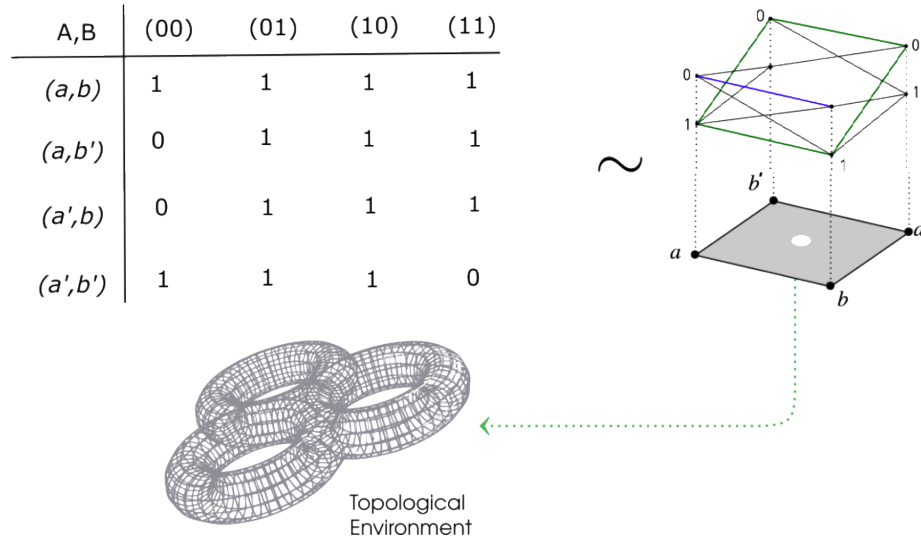 A,B (00) (01) (10) (11)
(a,b) 1 1 1 1
(a,b') 0 1 1 1
(a',b) 0 1 1 1
(a',b') 1 1 1 0
~
0
0
0
1
1
1
b'
a
a
b
Topological
Environment